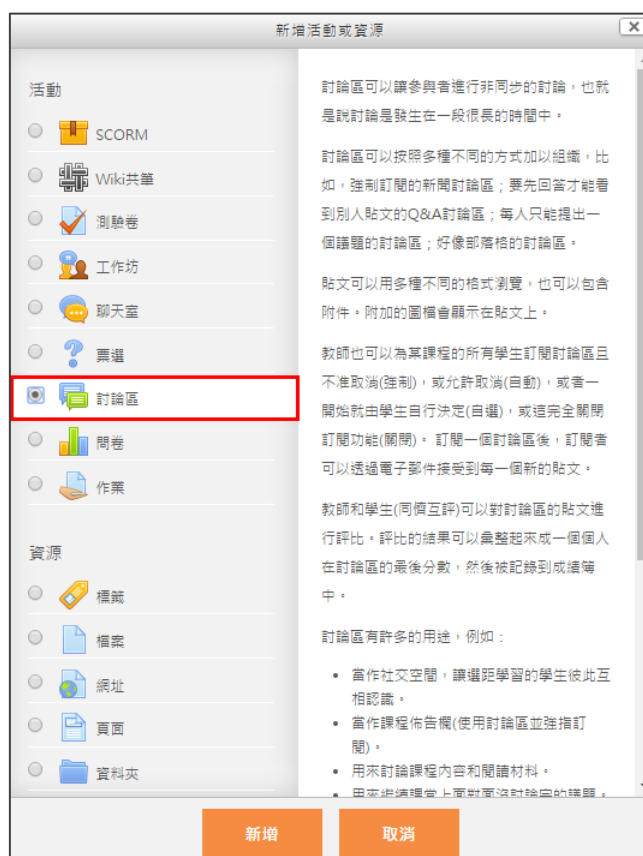 新增活動或資源
活動
SCORM
Wiki共筆
測驗卷
工作坊
聊天室
票選
討論區
問卷
作業
資源
標籤
檔案
網址
頁面
資料夾
討論區可以讓參與者進行非同步的討論，也就
是說討論是發生在一段很長的時間中。
討論區可以按照多種不同的方式加以組織，比
如，強制訂閱的新聞討論區；要先回答才能看
到別人貼文的Q&A討論區；每人只能提出一
個議題的討論區；好像部落格的討論區。
貼文可以用多種不同的格式瀏覽，也可以包含
附件。附加的圖檔會顯示在貼文上。
教師也可以為某課程的所有學生訂閱討論區且
不准取消(強制)，或允許取消(自動)，或者一
開始就由學生自行決定(自選)，或這完全關閉
訂閱功能(關閉)。 訂閱一個討論區後，訂閱者
可以透過電子郵件接受到每一個新的貼文。
教師和學生(同儕互評)可以對討論區的貼文進
行評比。評比的結果可以彙整起來成一個個人
在討論區的最後分數，然後被記錄到成績簿
中。
討論區有許多的用途，例如：
• 當作社交空間，讓遠距學習的學生彼此互
相認識。
• 當作課程佈告欄(使用討論區並強指訂
閱)。
• 用來討論課程內容和閱讀材料。
• 用來繼續課堂上面對面沒討論完的議題。
新增
取消